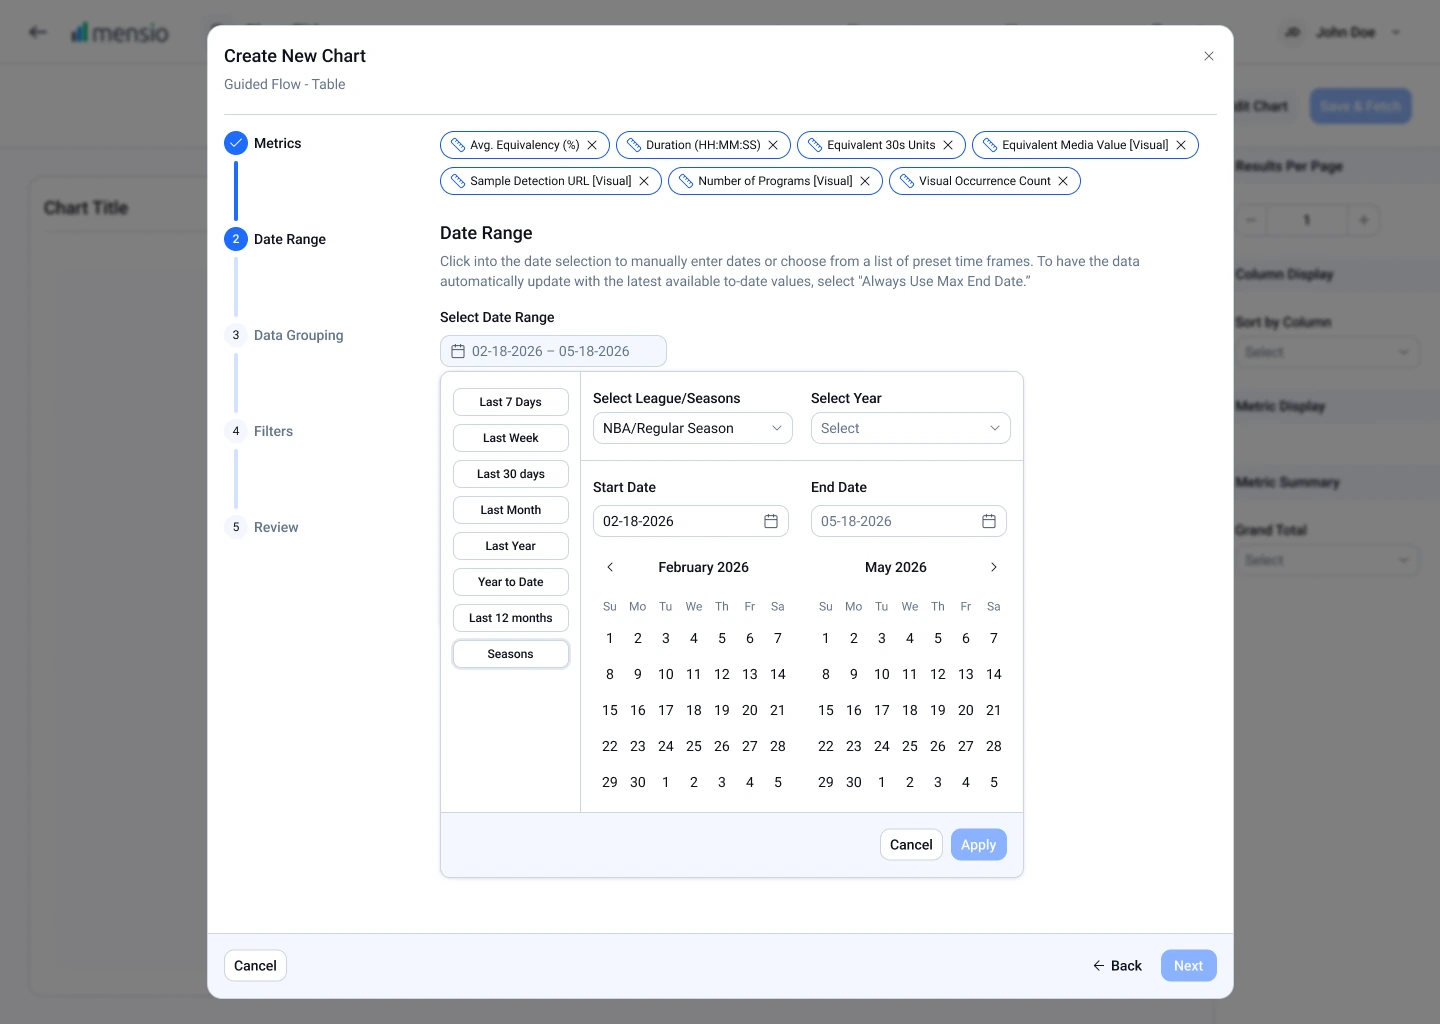 mensio
JD John Doe
Create New Chart
Guided Flow - Table
Edit Chart
Save & Fetch
Metrics
Avg. Equivalency (%)
Duration (HH:MM:SS)
Equivalent 30s Units
Equivalent Media Value [Visual]
Sample Detection URL [Visual]
Number of Programs [Visual]
Visual Occurrence Count
2 Date Range
3 Data Grouping
4 Filters
5 Review
Date Range
Click into the date selection to manually enter dates or choose from a list of preset time frames. To have the data
automatically update with the latest available to-date values, select "Always Use Max End Date."
Select Date Range
02-18-2026 – 05-18-2026
Last 7 Days
Last Week
Last 30 days
Last Month
Last Year
Year to Date
Last 12 months
Seasons
Select League/Seasons
NBA/Regular Season
Select Year
Select
Start Date
02-18-2026
End Date
05-18-2026
February 2026
Su Mo Tu We Th Fr Sa
1 2 3 4 5 6 7
8 9 10 11 12 13 14
15 16 17 18 19 20 21
22 23 24 25 26 27 28
29 30 1 2 3 4 5
May 2026
Su Mo Tu We Th Fr Sa
1 2 3 4 5 6 7
8 9 10 11 12 13 14
15 16 17 18 19 20 21
22 23 24 25 26 27 28
29 30 1 2 3 4 5
Cancel
Apply
Cancel
Back
Next
Chart Title
Results Per Page
1
Column Display
Sort by Column
Select
Metric Display
Metric Summary
Grand Total
Select